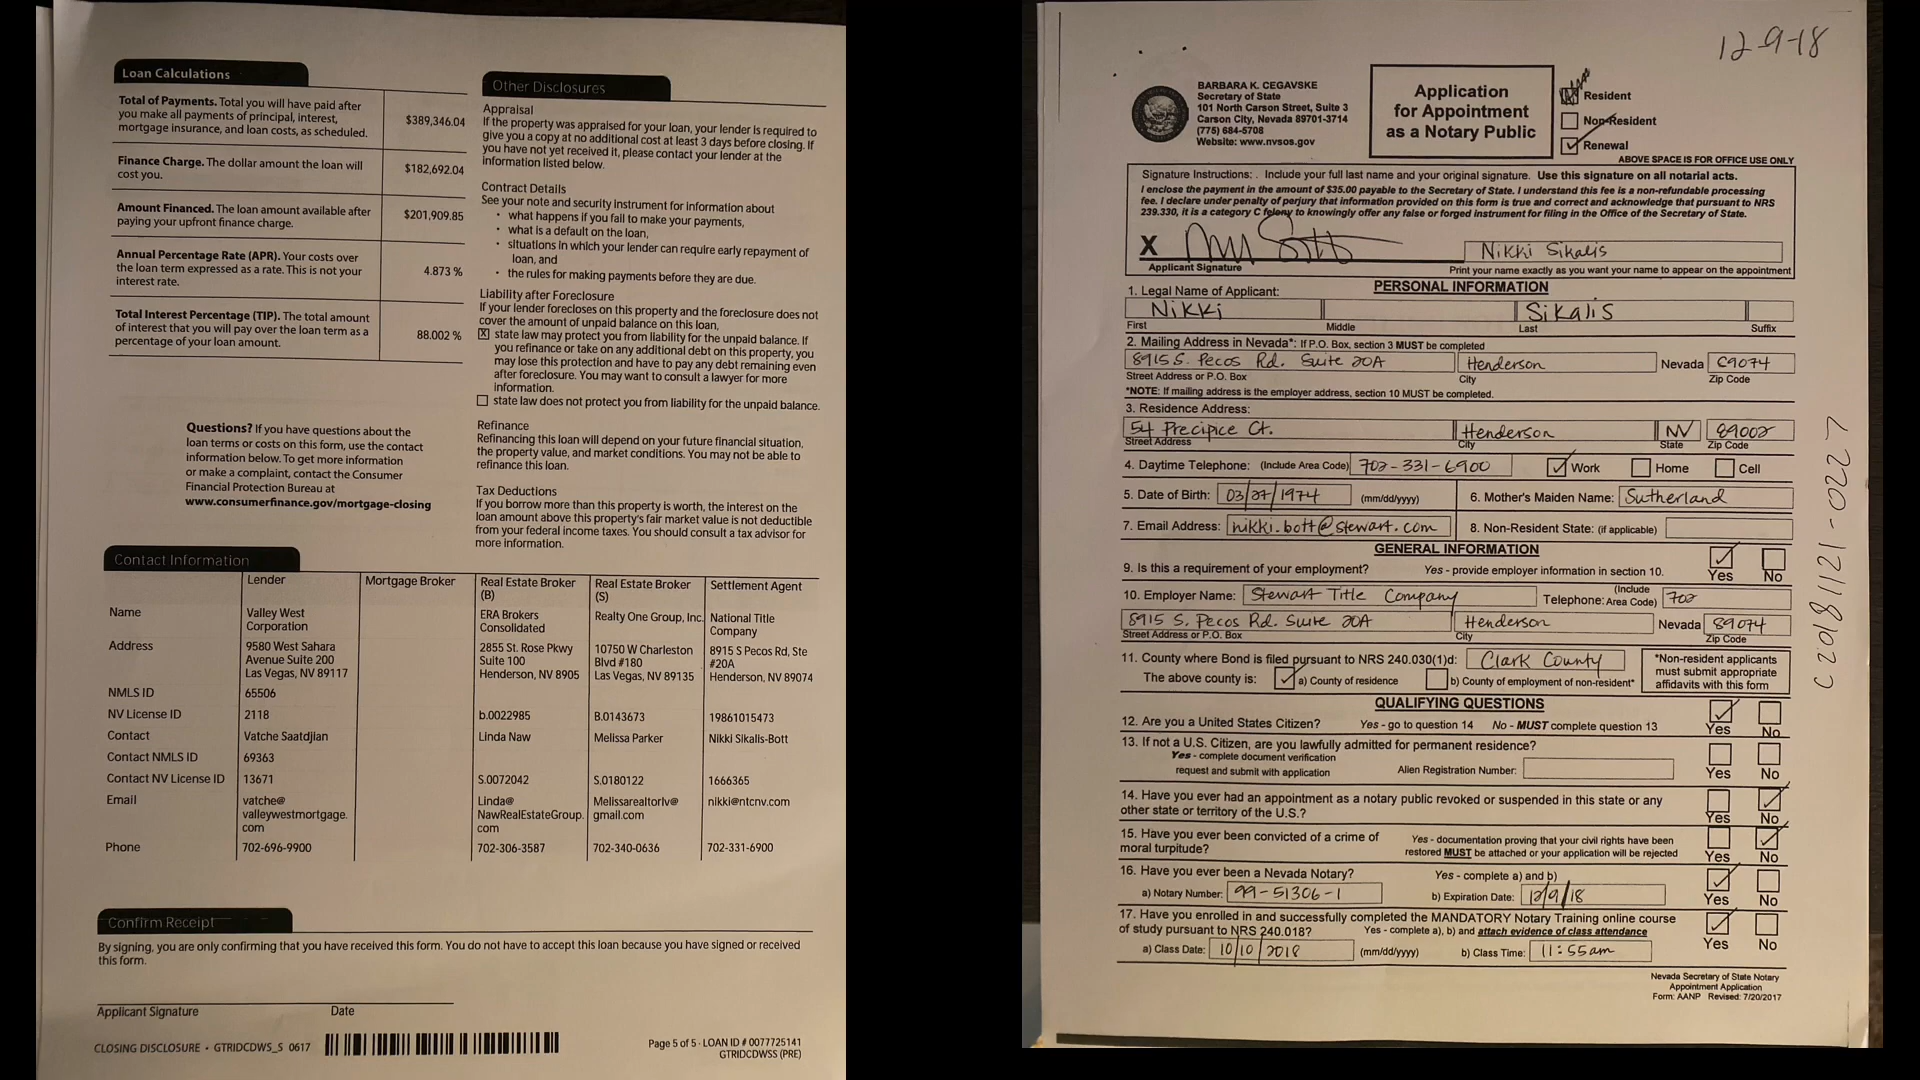 Loan Calculations
Total of Payments. Total you will have paid after
you make all payments of principal, interest,
mortgage insurance, and loan costs, as scheduled.
$389,346.04
Finance Charge. The dollar amount the loan will
cost you.
$182,692.04
Amount Financed. The loan amount available after
paying your upfront finance charge.
$201,909.85
Annual Percentage Rate (APR). Your costs over
the loan term expressed as a rate. This is not your
interest rate.
4.873 %
Total Interest Percentage (TIP). The total amount
of interest that you will pay over the loan term as a
percentage of your loan amount.
88.002 %
Questions? If you have questions about the
loan terms or costs on this form, use the contact
information below. To get more information
or make a complaint, contact the Consumer
Financial Protection Bureau at
www.consumerfinance.gov/mortgage-closing
Other Disclosures
Appraisal
If the property was appraised for your loan, your lender is required to
give you a copy at no additional cost at least 3 days before closing. If
you have not yet received it, please contact your lender at the
information listed below.
Contract Details
See your note and security instrument for information about
• what happens if you fail to make your payments,
• what is a default on the loan,
• situations in which your lender can require early repayment of
loan, and
• the rules for making payments before they are due.
Liability after Foreclosure
If your lender forecloses on this property and the foreclosure does not
cover the amount of unpaid balance on this loan,
X state law may protect you from liability for the unpaid balance. If
you refinance or take on any additional debt on this property, you
may lose this protection and have to pay any debt remaining even
after foreclosure. You may want to consult a lawyer for more
information.
state law does not protect you from liability for the unpaid balance.
Refinance
Refinancing this loan will depend on your future financial situation,
the property value, and market conditions. You may not be able to
refinance this loan.
Tax Deductions
If you borrow more than this property is worth, the interest on the
loan amount above this property's fair market value is not deductible
from your federal income taxes. You should consult a tax advisor for
more information.
Contact Information
Lender Mortgage Broker Real Estate Broker (B) Real Estate Broker (S) Settlement Agent
Name Valley West Corporation ERA Brokers Consolidated Realty One Group, Inc. National Title Company
Address 9580 West Sahara Avenue Suite 200 Las Vegas, NV 89117 2855 St. Rose Pkwy Suite 100 Henderson, NV 8905 10750 W Charleston Blvd #180 Las Vegas, NV 89135 8915 S Pecos Rd, Ste #20A Henderson, NV 89074
NMLS ID 65506
NV License ID 2118 b.0022985 B.0143673 19861015473
Contact Vatche Saatdjian Linda Naw Melissa Parker Nikki Sikalis-Bott
Contact NMLS ID 69363
Contact NV License ID 13671 S.0072042 S.0180122 1666365
Email vatche@valleywestmortgage.com Linda@NawRealEstateGroup.com Melissarealtorlv@gmail.com nikki@ntcnv.com
Phone 702-696-9900 702-306-3587 702-340-0636 702-331-6900
Confirm Receipt
By signing, you are only confirming that you have received this form. You do not have to accept this loan because you have signed or received
this form.
Applicant Signature Date
CLOSING DISCLOSURE • GTRIDCDWS_S 0617
Page 5 of 5 - LOAN ID # 0077725141
GTRIDCDWSS (PRE)
12-9-18
BARBARA K. CEGAVSKE
Secretary of State
101 North Carson Street, Suite 3
Carson City, Nevada 89701-3714
(775) 684-5708
Website: www.nvsos.gov
Application
for Appointment
as a Notary Public
Resident
Non-Resident
Renewal
ABOVE SPACE IS FOR OFFICE USE ONLY
Signature Instructions: . Include your full last name and your original signature. Use this signature on all notarial acts.
I enclose the payment in the amount of $35.00 payable to the Secretary of State. I understand this fee is a non-refundable processing
fee. I declare under penalty of perjury that information provided on this form is true and correct and acknowledge that pursuant to NRS
239.330, it is a category C felony to knowingly offer any false or forged instrument for filing in the Office of the Secretary of State.
X Nikki Sikalis
Applicant Signature Print your name exactly as you want your name to appear on the appointment
PERSONAL INFORMATION
1. Legal Name of Applicant:
Nikki Sikalis
First Middle Last Suffix
2. Mailing Address in Nevada*: If P.O. Box, section 3 MUST be completed
8915 S. Pecos Rd. Suite 20A Henderson Nevada 89074
Street Address or P.O. Box City Zip Code
*NOTE: If mailing address is the employer address, section 10 MUST be completed.
3. Residence Address:
54 Precipice Ct. Henderson NV 89002
Street Address City State Zip Code
4. Daytime Telephone: (Include Area Code) 702-331-6900 Work Home Cell
5. Date of Birth: 03/27/1974 (mm/dd/yyyy) 6. Mother's Maiden Name: Sutherland
7. Email Address: nikki.bott@stewart.com 8. Non-Resident State: (if applicable)
GENERAL INFORMATION
9. Is this a requirement of your employment? Yes - provide employer information in section 10. Yes No
10. Employer Name: Stewart Title Company Telephone: (Include Area Code) 702
8915 S. Pecos Rd. Suite 20A Henderson Nevada 89074
Street Address or P.O. Box City Zip Code
11. County where Bond is filed pursuant to NRS 240.030(1)d: Clark County
The above county is: a) County of residence b) County of employment of non-resident*
*Non-resident applicants
must submit appropriate
affidavits with this form
QUALIFYING QUESTIONS
12. Are you a United States Citizen? Yes - go to question 14 No - MUST complete question 13 Yes No
13. If not a U.S. Citizen, are you lawfully admitted for permanent residence?
Yes - complete document verification
request and submit with application Alien Registration Number: Yes No
14. Have you ever had an appointment as a notary public revoked or suspended in this state or any
other state or territory of the U.S.? Yes No
15. Have you ever been convicted of a crime of Yes - documentation proving that your civil rights have been
moral turpitude? restored MUST be attached or your application will be rejected Yes No
16. Have you ever been a Nevada Notary? Yes - complete a) and b)
a) Notary Number: 99-51306-1 b) Expiration Date: 12/9/18 Yes No
17. Have you enrolled in and successfully completed the MANDATORY Notary Training online course
of study pursuant to NRS 240.018? Yes - complete a), b) and attach evidence of class attendance
a) Class Date: 10/10/2018 (mm/dd/yyyy) b) Class Time: 11:55am Yes No
Nevada Secretary of State Notary
Appointment Application
Form: AANP Revised: 7/20/2017
C20181121-0227